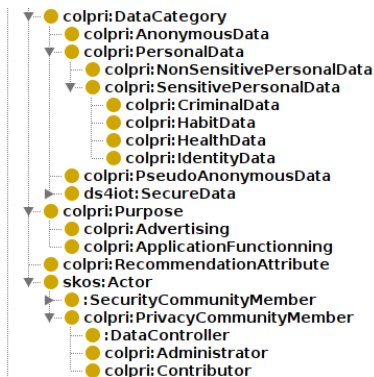 colpri:DataCategory
colpri:AnonymousData
colpri:PersonalData
colpri:NonSensitivePersonalData
colpri:SensitivePersonalData
colpri:CriminalData
colpri:HabitData
colpri:HealthData
colpri:IdentityData
colpri:PseudoAnonymousData
ds4iot:SecureData
colpri:Purpose
colpri:Advertising
colpri:ApplicationFunctionning
colpri:RecommendationAttribute
skos:Actor
:SecurityCommunityMember
colpri:PrivacyCommunityMember
:DataController
colpri:Administrator
colpri:Contributor